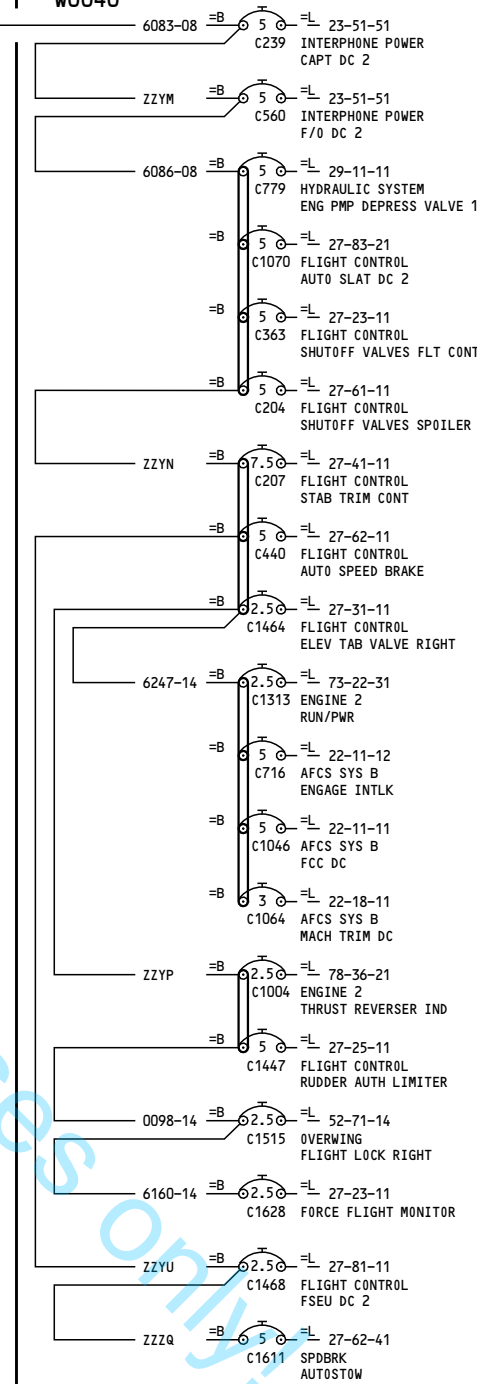 W0040
6083-08 =B 5 =L 23-51-51
C239 INTERPHONE POWER
CAPT DC 2
ZZYM =B 5 =L 23-51-51
C560 INTERPHONE POWER
F/O DC 2
6086-08 =B 5 =L 29-11-11
C779 HYDRAULIC SYSTEM
ENG PMP DEPRESS VALVE 1
=B 5 =L 27-83-21
C1070 FLIGHT CONTROL
AUTO SLAT DC 2
=B 5 =L 27-23-11
C363 FLIGHT CONTROL
SHUTOFF VALVES FLT CONT
=B 5 =L 27-61-11
C204 FLIGHT CONTROL
SHUTOFF VALVES SPOILER
ZZYN =B 7.5 =L 27-41-11
C207 FLIGHT CONTROL
STAB TRIM CONT
=B 5 =L 27-62-11
C440 FLIGHT CONTROL
AUTO SPEED BRAKE
=B 2.5 =L 27-31-11
C1464 FLIGHT CONTROL
ELEV TAB VALVE RIGHT
6247-14 =B 2.5 =L 73-22-31
C1313 ENGINE 2
RUN/PWR
=B 5 =L 22-11-12
C716 AFCS SYS B
ENGAGE INTLK
=B 5 =L 22-11-11
C1046 AFCS SYS B
FCC DC
=B 3 =L 22-18-11
C1064 AFCS SYS B
MACH TRIM DC
ZZYP =B 2.5 =L 78-36-21
C1004 ENGINE 2
THRUST REVERSER IND
=B 5 =L 27-25-11
C1447 FLIGHT CONTROL
RUDDER AUTH LIMITER
0098-14 =B 2.5 =L 52-71-14
C1515 OVERWING
FLIGHT LOCK RIGHT
6160-14 =B 2.5 =L 27-23-11
C1628 FORCE FLIGHT MONITOR
ZZYU =B 2.5 =L 27-81-11
C1468 FLIGHT CONTROL
FSEU DC 2
ZZZQ =B 5 =L 27-62-41
C1611 SPDBRK
AUTOSTOW
only!